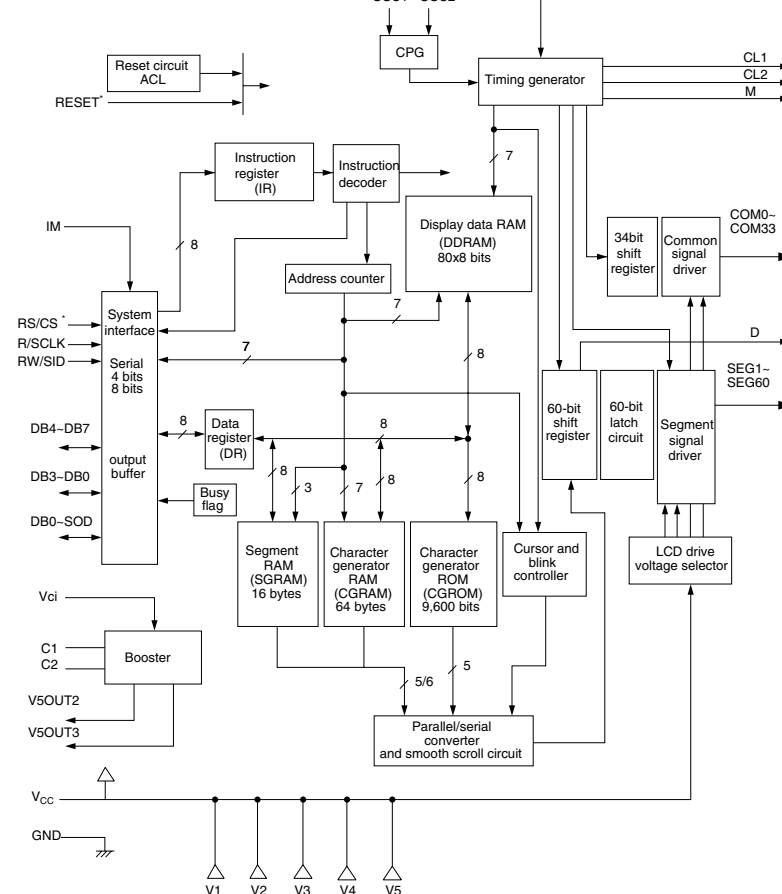 CPG
Reset circuit
ACL
RESET*
Timing generator
CL1
CL2
M
7
Instruction
register
(IR)
Instruction
decoder
8
IM
Display data RAM
(DDRAM)
80x8 bits
34bit
shift
register
Common
signal
driver
COM0~
COM33
Address counter
System
interface
Serial
4 bits
8 bits
output
buffer
RS/CS *
R/SCLK
RW/SID
7
7
8
D
SEG1~
SEG60
60-bit
shift
register
60-bit
latch
circuit
Segment
signal
driver
DB4~DB7
DB3~DB0
DB0~SOD
8
Data
register
(DR)
8
8
3
7
8
8
Busy
flag
Segment
RAM
(SGRAM)
16 bytes
Character
generator
RAM
(CGRAM)
64 bytes
Character
generator
ROM
(CGROM)
9,600 bits
Cursor and
blink
controller
LCD drive
voltage selector
Vci
C1
C2
Booster
V5OUT2
V5OUT3
5/6
5
Parallel/serial
converter
and smooth scroll circuit
VCC
GND
V1 V2 V3 V4 V5